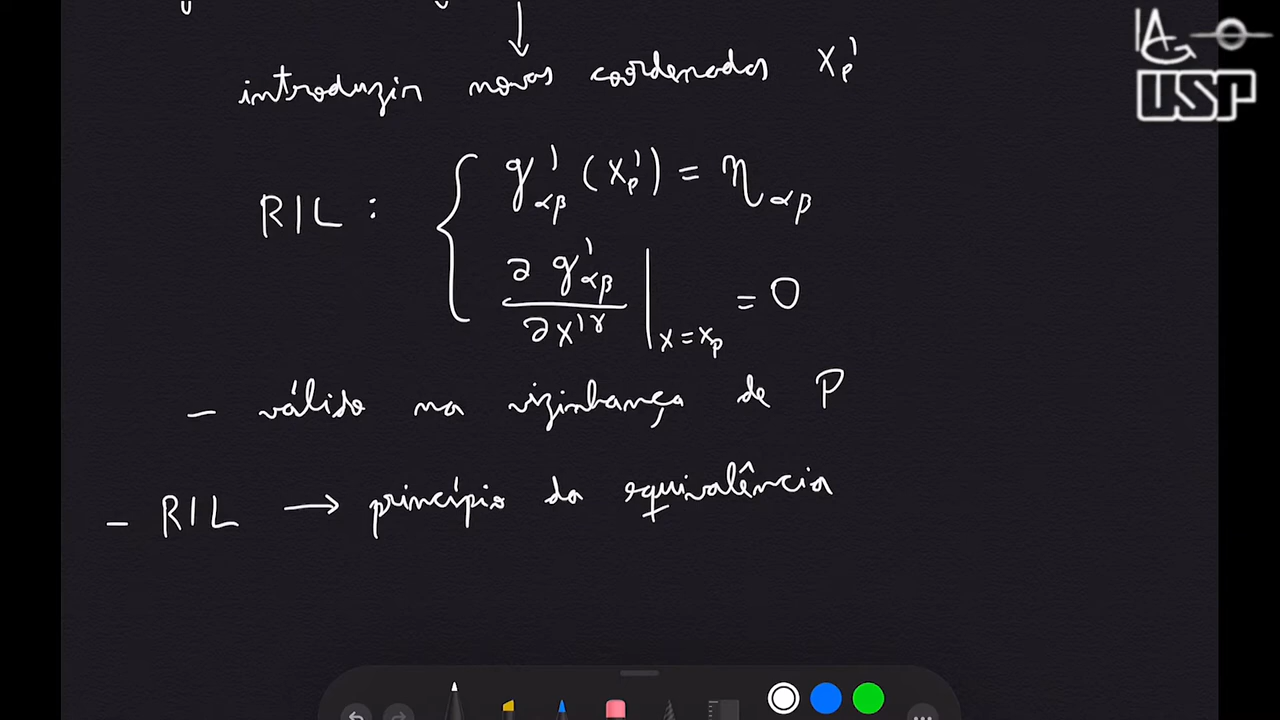 introduzir novas coordenadas x'_P
IAG
USP
RIL : { g'_{αβ} (x'_P) = η_{αβ}
∂ g'_{αβ} / ∂x'^γ |_{x = x_P} = 0
– válido na vizinhança de P
– RIL → princípio da equivalência